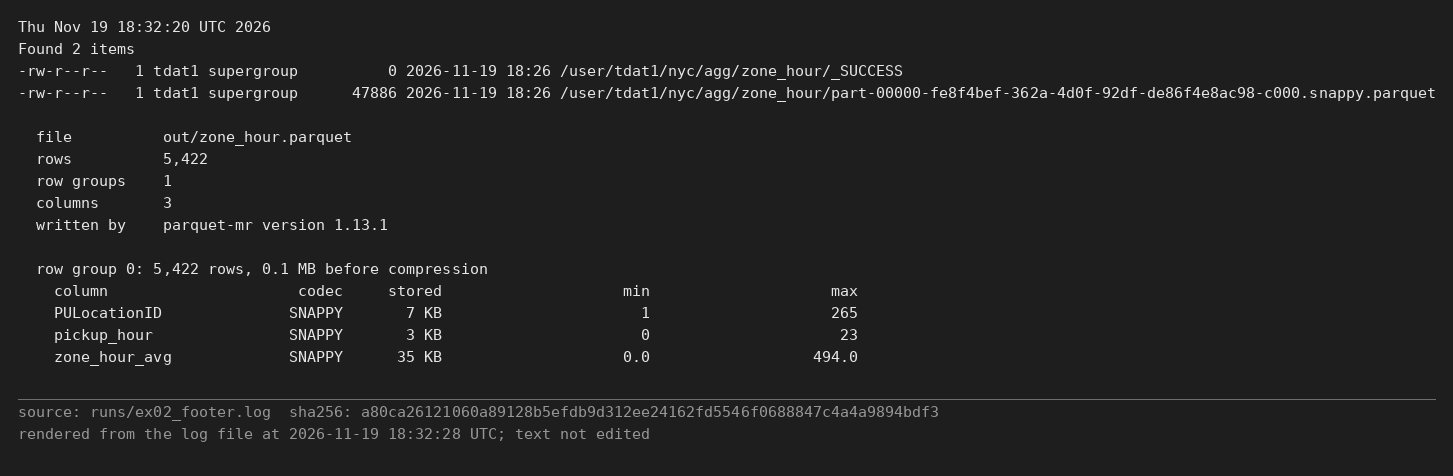 Thu Nov 19 18:32:20 UTC 2026
Found 2 items
-rw-r--r--   1 tdat1 supergroup          0 2026-11-19 18:26 /user/tdat1/nyc/agg/zone_hour/_SUCCESS
-rw-r--r--   1 tdat1 supergroup      47886 2026-11-19 18:26 /user/tdat1/nyc/agg/zone_hour/part-00000-fe8f4bef-362a-4d0f-92df-de86f4e8ac98-c000.snappy.parquet
  file          out/zone_hour.parquet
  rows          5,422
  row groups    1
  columns       3
  written by    parquet-mr version 1.13.1
  row group 0: 5,422 rows, 0.1 MB before compression
    column                     codec     stored                    min                    max
    PULocationID              SNAPPY       7 KB                      1                    265
    pickup_hour               SNAPPY       3 KB                      0                     23
    zone_hour_avg             SNAPPY      35 KB                    0.0                  494.0
source: runs/ex02_footer.log  sha256: a80ca26121060a89128b5efdb9d312ee24162fd5546f0688847c4a4a9894bdf3
rendered from the log file at 2026-11-19 18:32:28 UTC; text not edited